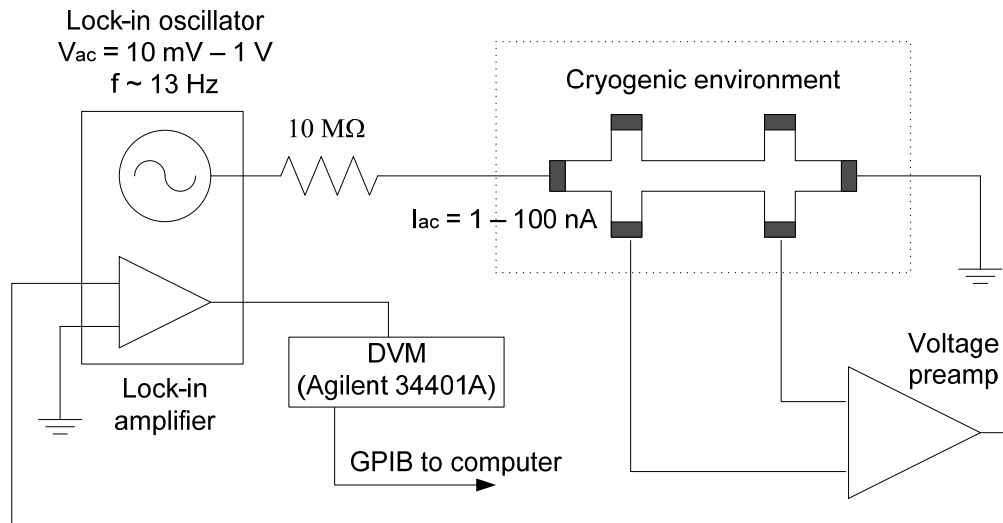 Lock-in oscillator
Vac = 10 mV – 1 V
f ~ 13 Hz
10 MΩ
Cryogenic environment
Iac = 1 – 100 nA
DVM
(Agilent 34401A)
Lock-in
amplifier
GPIB to computer
Voltage
preamp